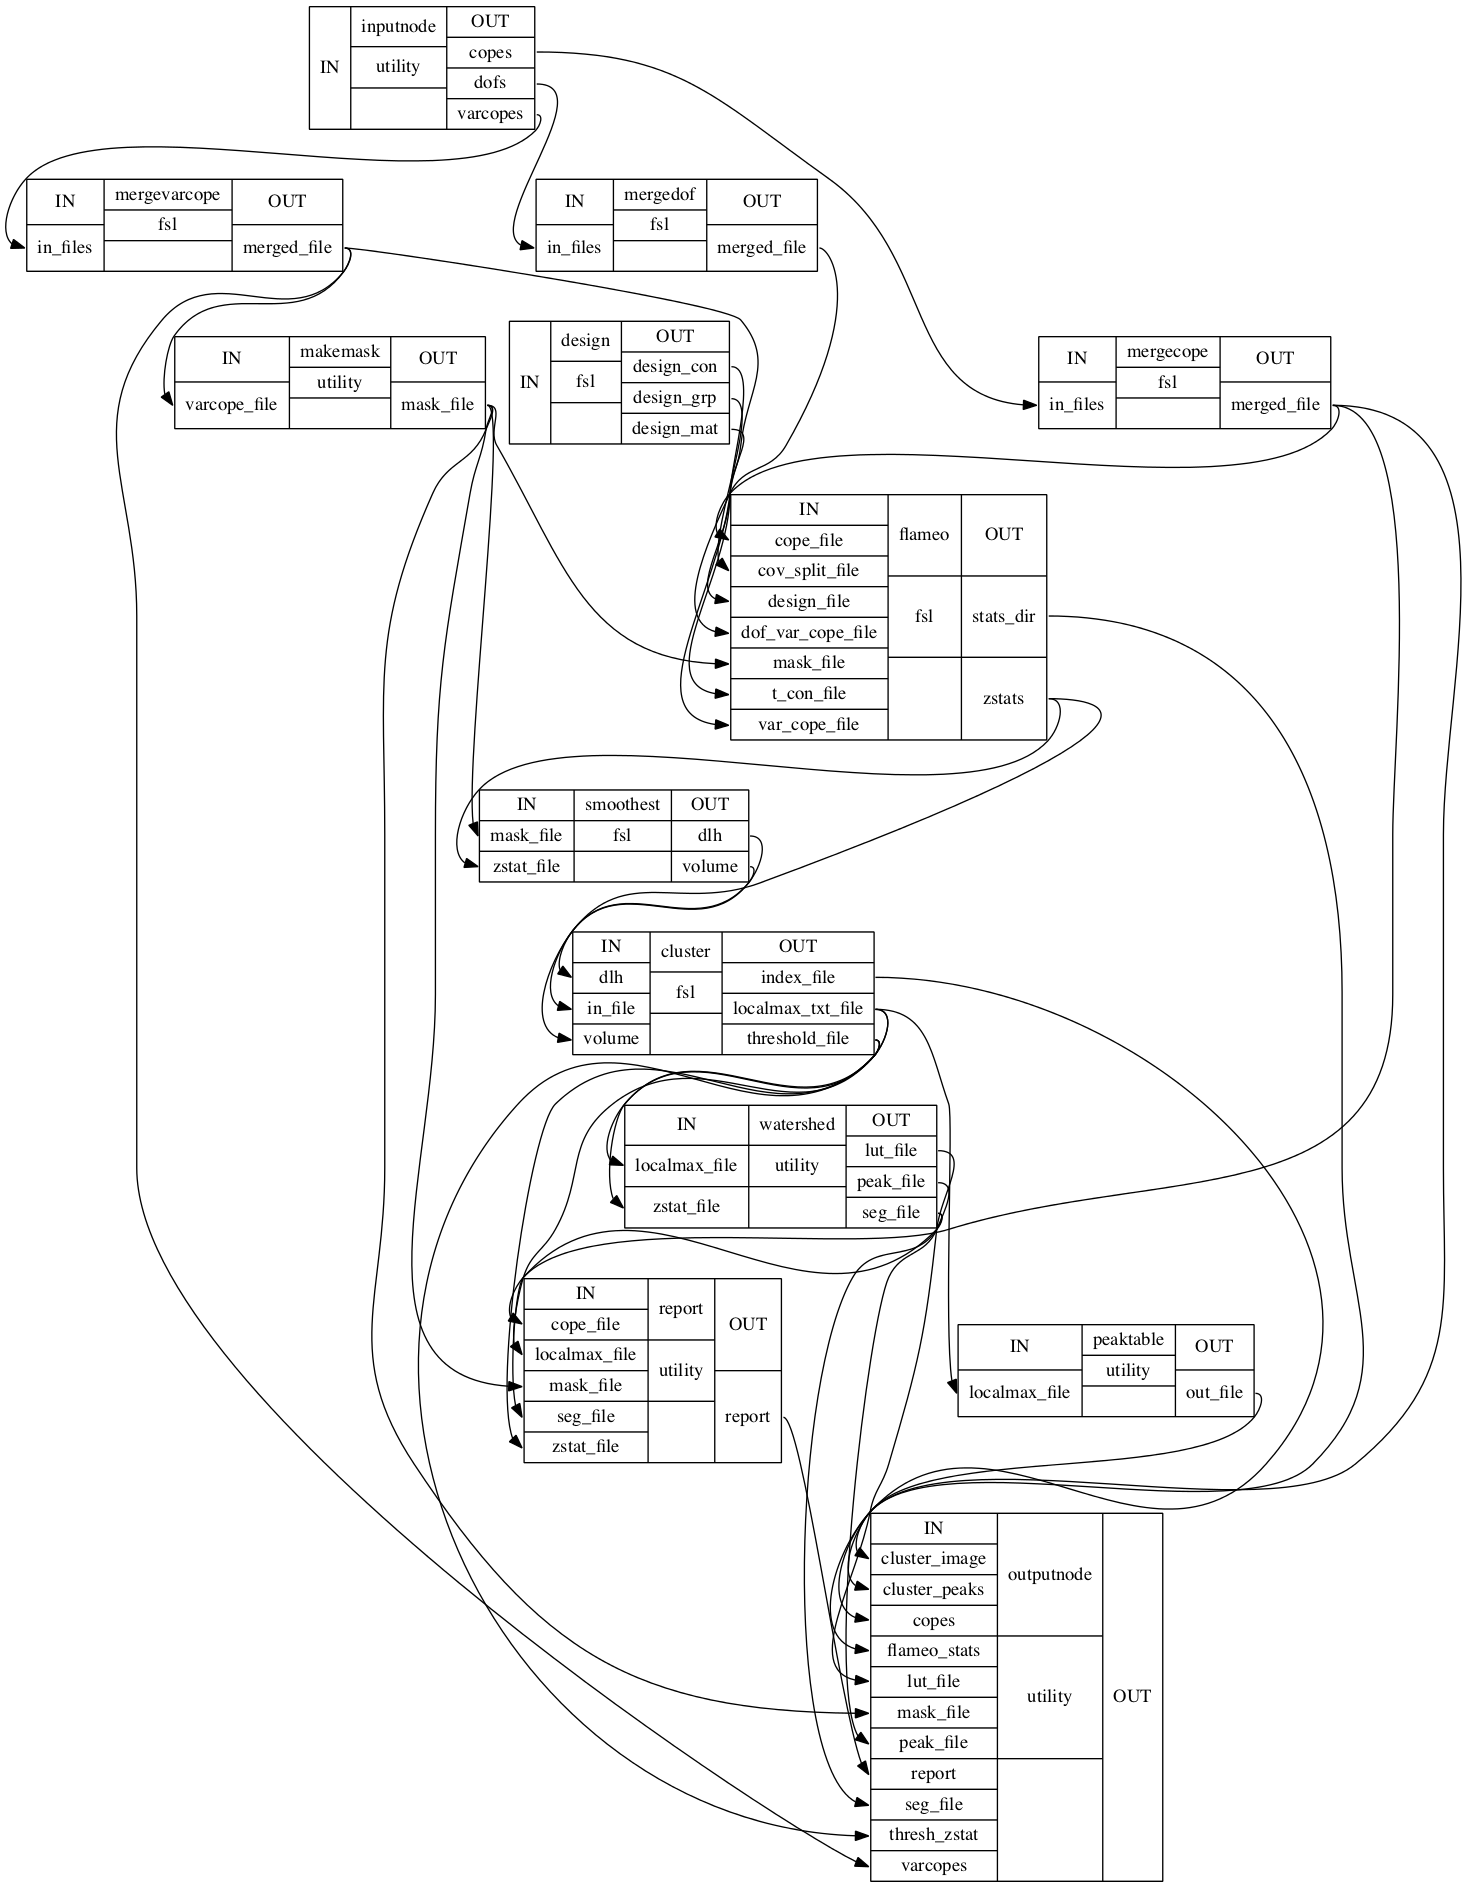 IN
inputnode
utility
OUT
copes
dofs
varcopes
IN
in_files
mergevarcope
fsl
OUT
merged_file
IN
in_files
mergedof
fsl
OUT
merged_file
IN
varcope_file
makemask
utility
OUT
mask_file
IN
design
fsl
OUT
design_con
design_grp
design_mat
IN
in_files
mergecope
fsl
OUT
merged_file
IN
cope_file
cov_split_file
design_file
dof_var_cope_file
mask_file
t_con_file
var_cope_file
flameo
fsl
OUT
stats_dir
zstats
IN
mask_file
zstat_file
smoothest
fsl
OUT
dlh
volume
IN
dlh
in_file
volume
cluster
fsl
OUT
index_file
localmax_txt_file
threshold_file
IN
localmax_file
zstat_file
watershed
utility
OUT
lut_file
peak_file
seg_file
IN
cope_file
localmax_file
mask_file
seg_file
zstat_file
report
utility
OUT
report
IN
localmax_file
peaktable
utility
OUT
out_file
IN
cluster_image
cluster_peaks
copes
flameo_stats
lut_file
mask_file
peak_file
report
seg_file
thresh_zstat
varcopes
outputnode
utility
OUT